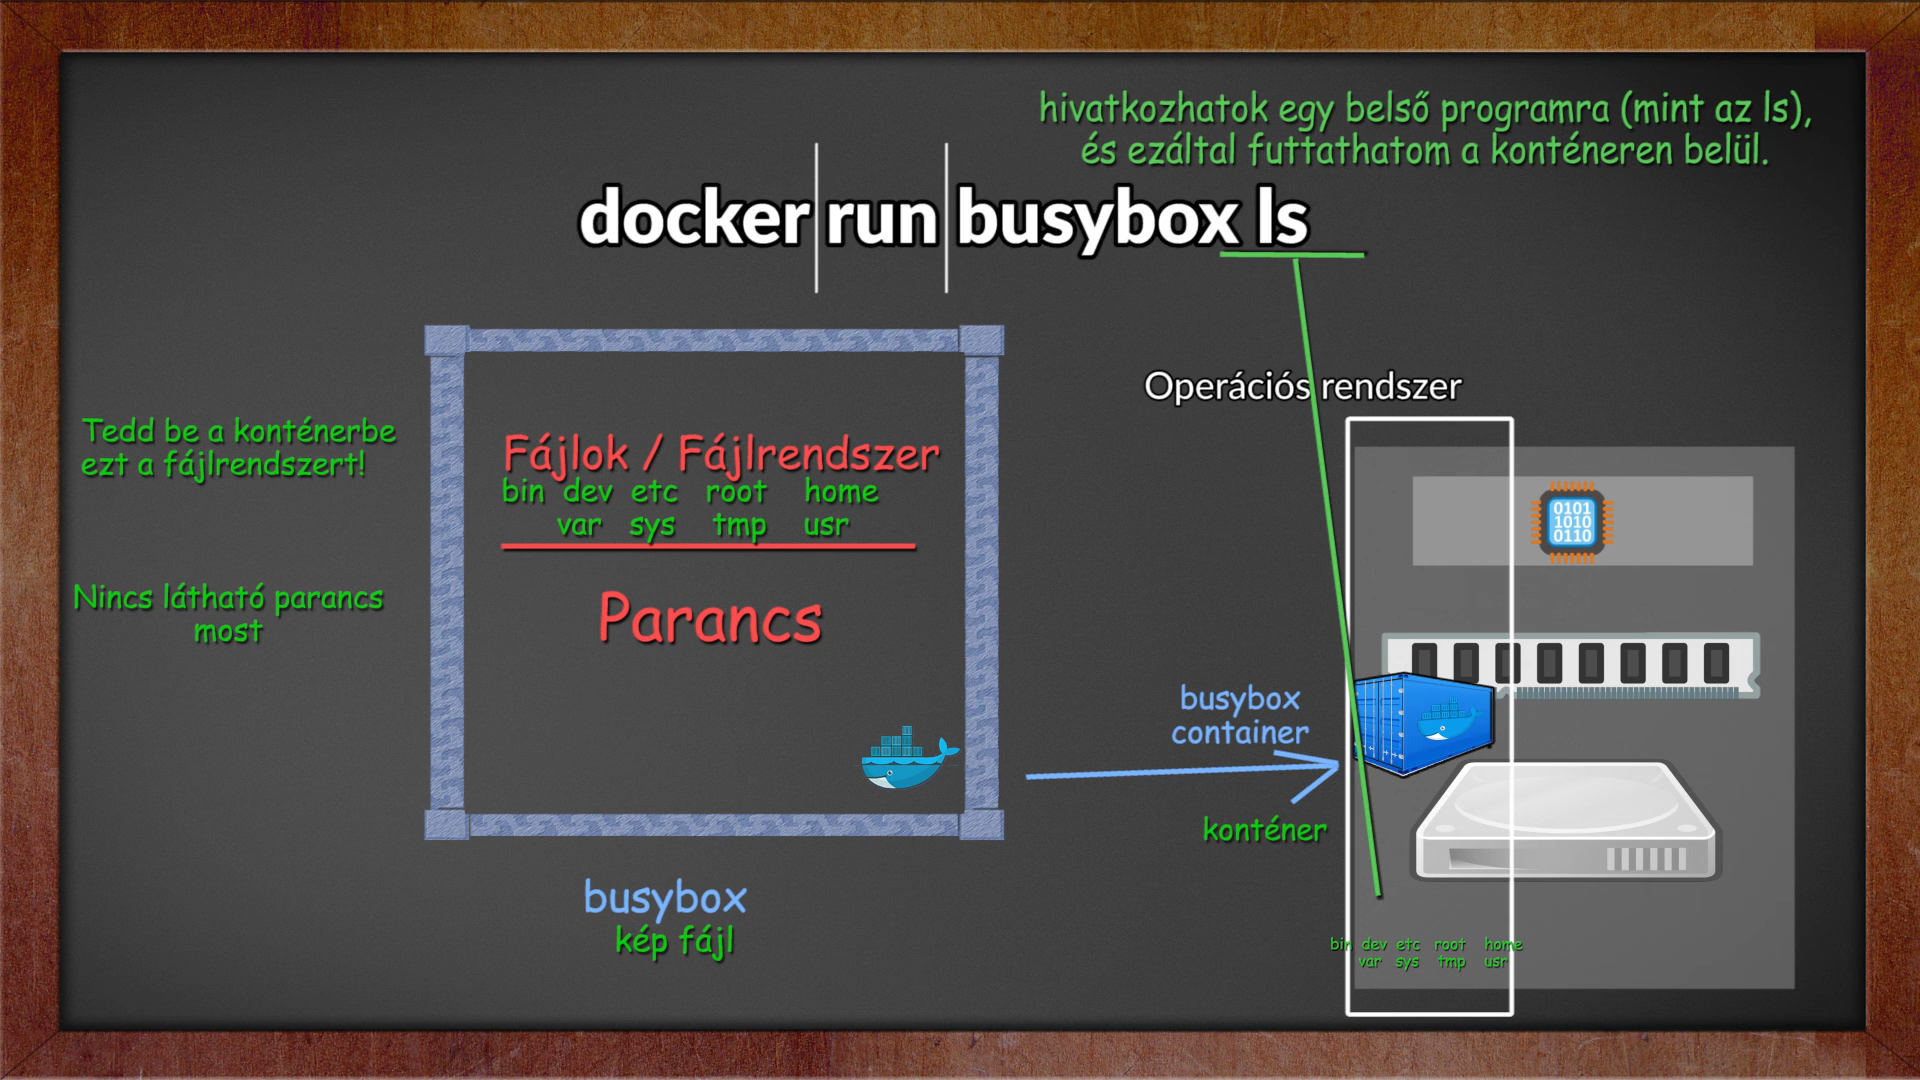 hivatkozhatok egy belső programra (mint az ls),
és ezáltal futtathatom a konténeren belül.
docker run busybox ls
Operációs rendszer
Tedd be a konténerbe
ezt a fájlrendszert!
Fájlok / Fájlrendszer
bin dev etc root home
var sys tmp usr
Nincs látható parancs
most
Parancs
0101
1010
0110
busybox
container
konténer
busybox
kép fájl
bin dev etc root home
var sys tmp usr